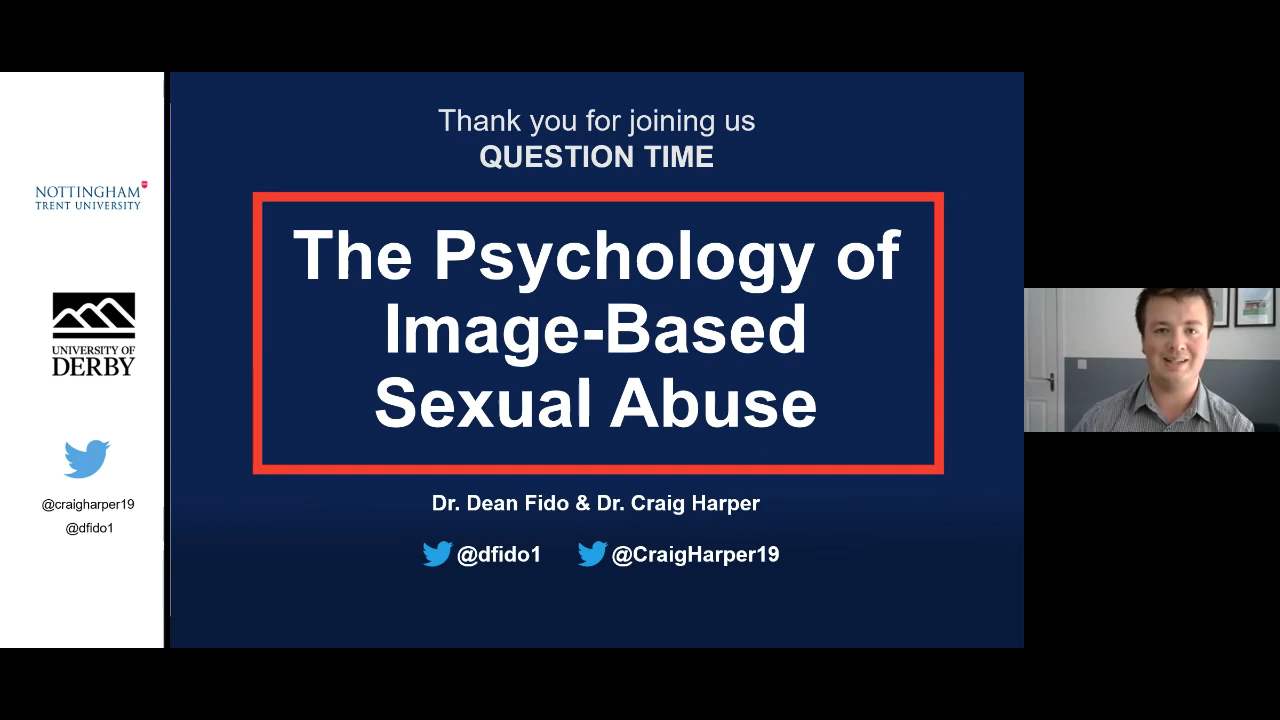 NOTTINGHAM
TRENT UNIVERSITY
UNIVERSITY OF
DERBY
@craigharper19
@dfido1
Thank you for joining us
QUESTION TIME
The Psychology of
Image-Based
Sexual Abuse
Dr. Dean Fido & Dr. Craig Harper
@dfido1 @CraigHarper19